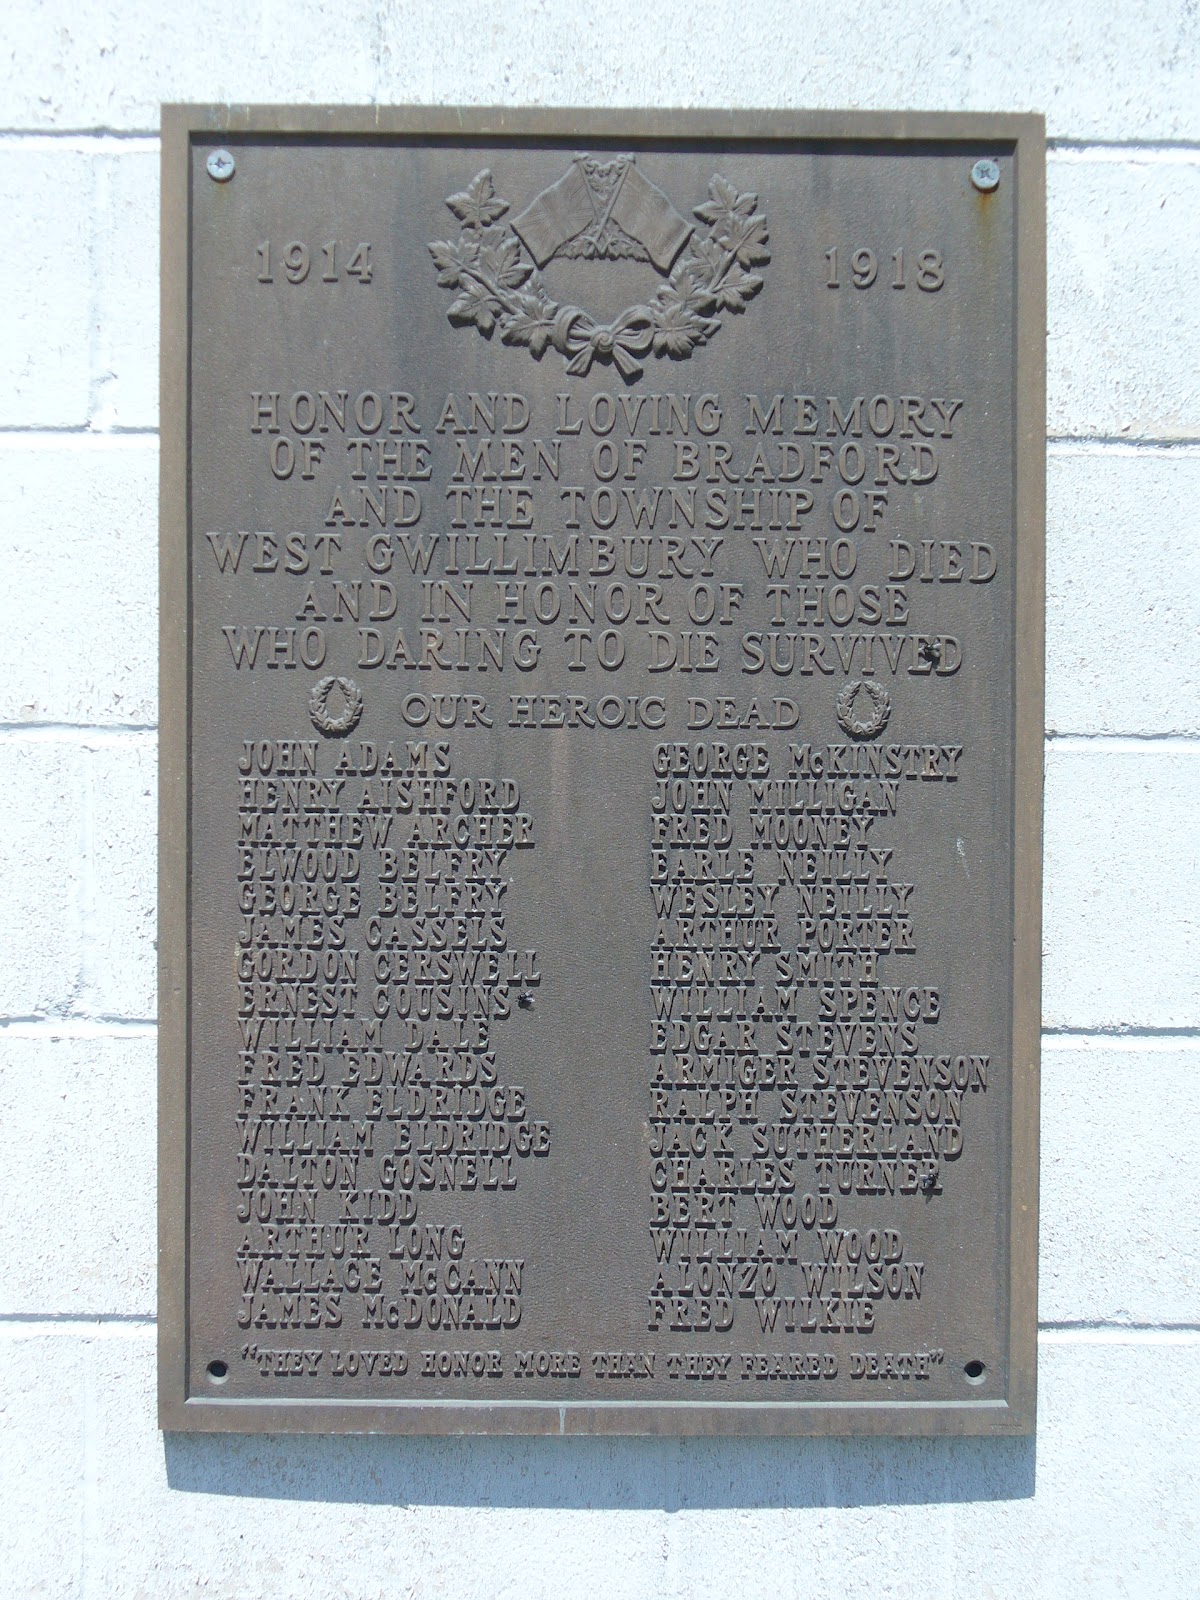 1914 1918
HONOR AND LOVING MEMORY
OF THE MEN OF BRADFORD
AND THE TOWNSHIP OF
WEST GWILLIMBURY WHO DIED
AND IN HONOR OF THOSE
WHO DARING TO DIE SURVIVED
OUR HEROIC DEAD
JOHN ADAMS
HENRY AISHFORD
MATTHEW ARCHER
ELWOOD BELFRY
GEORGE BELFRY
JAMES CASSELS
GORDON CERSWELL
ERNEST COUSINS
WILLIAM DALE
FRED EDWARDS
FRANK ELDRIDGE
WILLIAM ELDRIDGE
DALTON GOSNELL
JOHN KIDD
ARTHUR LONG
WALLACE McCANN
JAMES McDONALD
GEORGE McKINSTRY
JOHN MILLIGAN
FRED MOONEY
EARLE NEILLY
WESLEY NEILLY
ARTHUR PORTER
HENRY SMITH
WILLIAM SPENCE
EDGAR STEVENS
ARMIGER STEVENSON
RALPH STEVENSON
JACK SUTHERLAND
CHARLES TURNER
BERT WOOD
WILLIAM WOOD
ALONZO WILSON
FRED WILKIE
"THEY LOVED HONOR MORE THAN THEY FEARED DEATH"